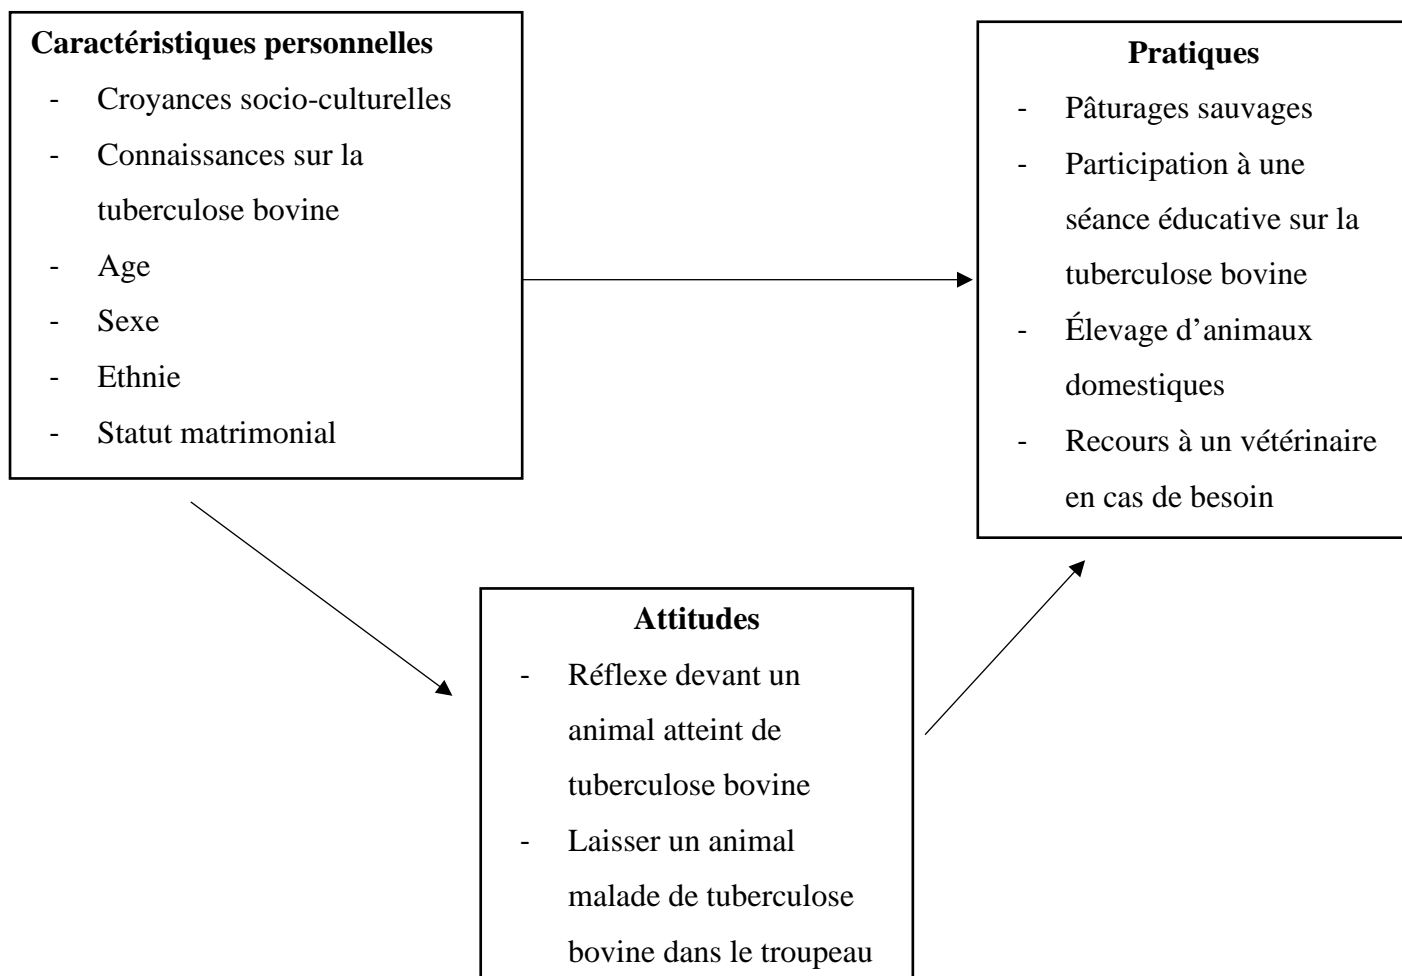 Caractéristiques personnelles
- Croyances socio-culturelles
- Connaissances sur la
tuberculose bovine
- Age
- Sexe
- Ethnie
- Statut matrimonial
Pratiques
- Pâturages sauvages
- Participation à une
séance éducative sur la
tuberculose bovine
- Élevage d’animaux
domestiques
- Recours à un vétérinaire
en cas de besoin
Attitudes
- Réflexe devant un
animal atteint de
tuberculose bovine
- Laisser un animal
malade de tuberculose
bovine dans le troupeau